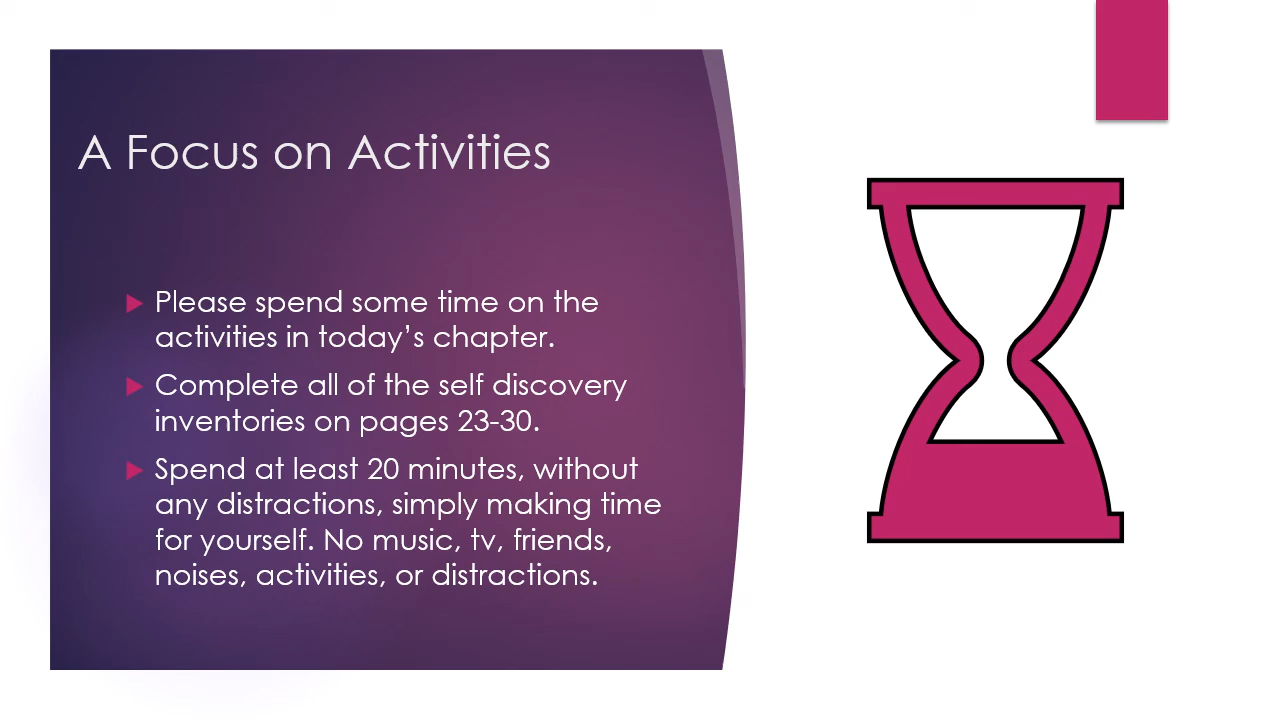 A Focus on Activities
Please spend some time on the
activities in today’s chapter.
Complete all of the self discovery
inventories on pages 23-30.
Spend at least 20 minutes, without
any distractions, simply making time
for yourself. No music, tv, friends,
noises, activities, or distractions.